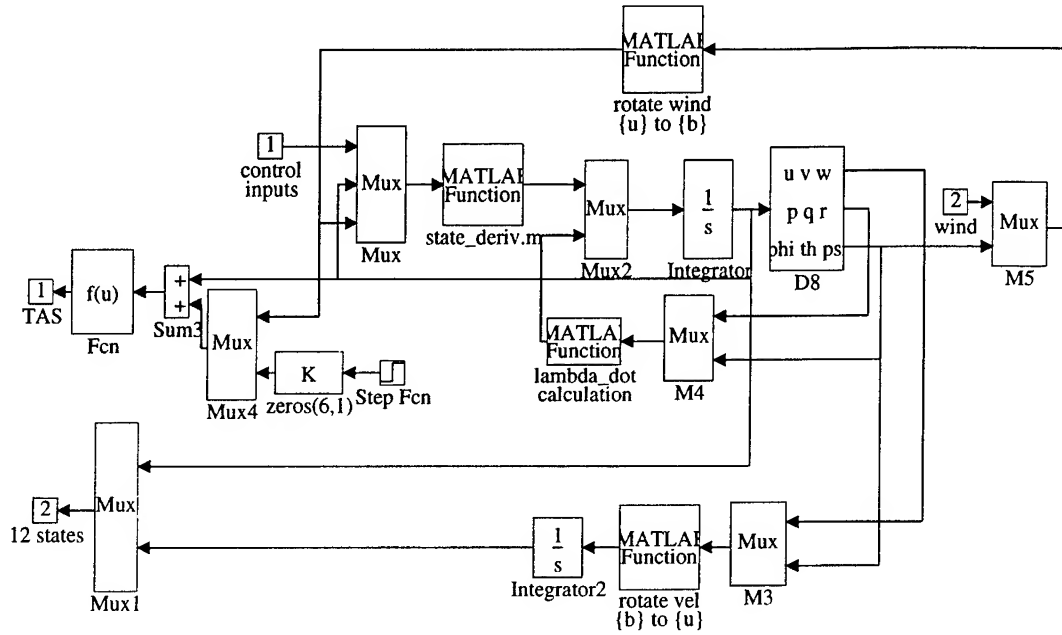 MATLAB
Function
rotate wind
{u} to {b}
1
control
inputs
Mux
Mux
MATLAB
Function
state_deriv.m
Mux
Mux2
1
s
Integrator
u v w
p q r
phi th ps
D8
2
wind
Mux
M5
1
TAS
f(u)
Fcn
+
+
Sum3
Mux
Mux4
K
zeros(6,1)
Step Fcn
MATLA
Function
lambda_dot
calculation
Mux
M4
2
12 states
Mux
Mux1
1
s
Integrator2
MATLAB
Function
rotate vel
{b} to {u}
Mux
M3